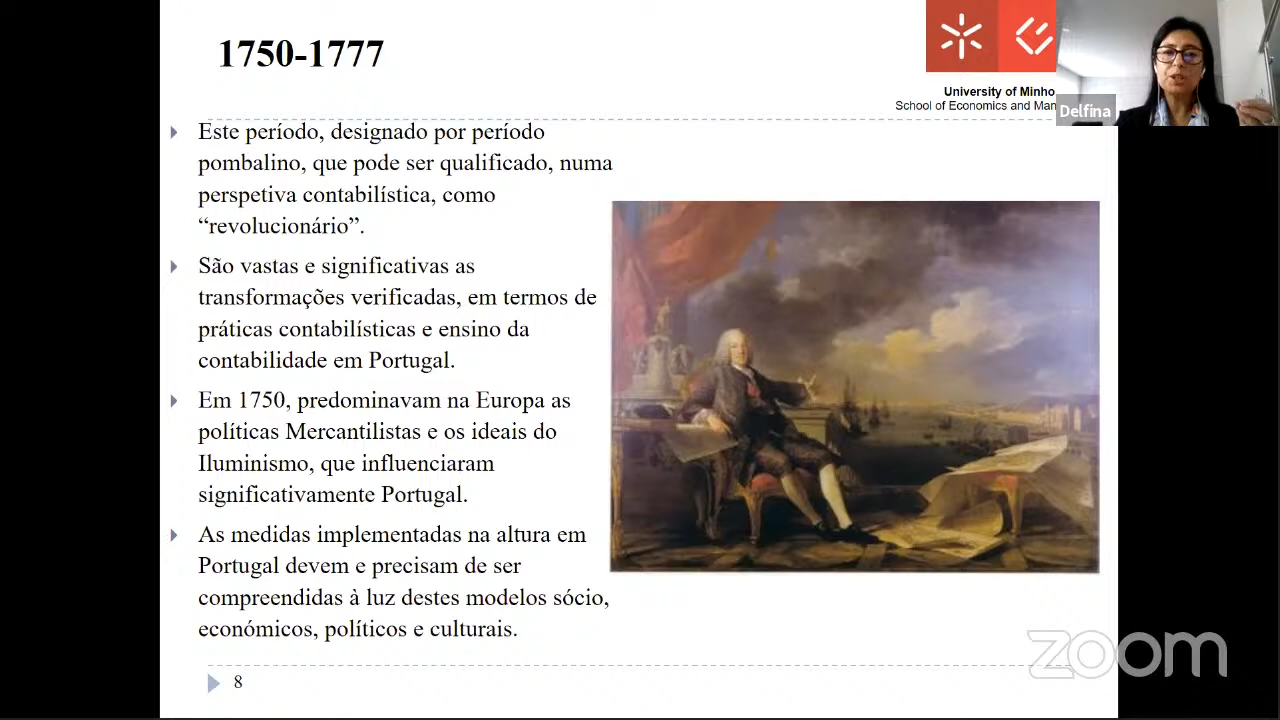 1750-1777
University of Minho
School of Economics and Man
Delfina
Este período, designado por período
pombalino, que pode ser qualificado, numa
perspetiva contabilística, como
“revolucionário”.
São vastas e significativas as
transformações verificadas, em termos de
práticas contabilísticas e ensino da
contabilidade em Portugal.
Em 1750, predominavam na Europa as
políticas Mercantilistas e os ideais do
Iluminismo, que influenciaram
significativamente Portugal.
As medidas implementadas na altura em
Portugal devem e precisam de ser
compreendidas à luz destes modelos sócio,
económicos, políticos e culturais.
zoom
8